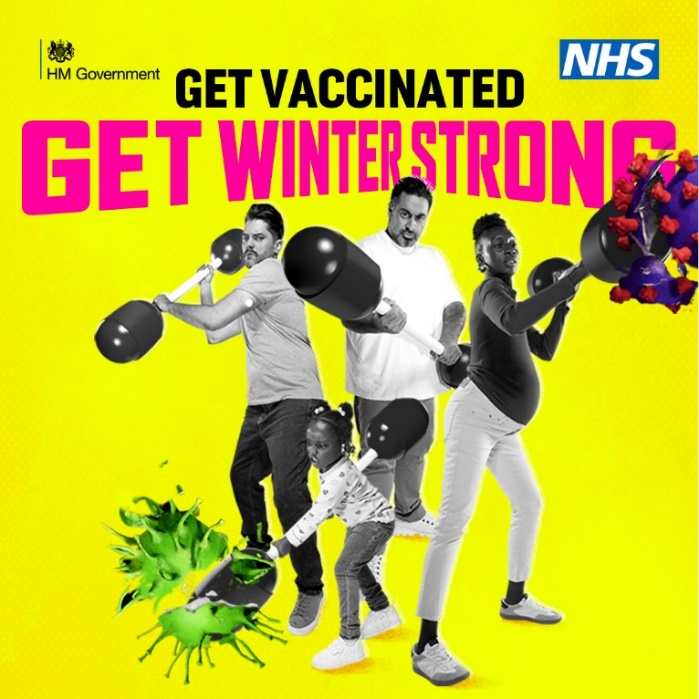 HM Government
NHS
GET VACCINATED
GET WINTER STRONG